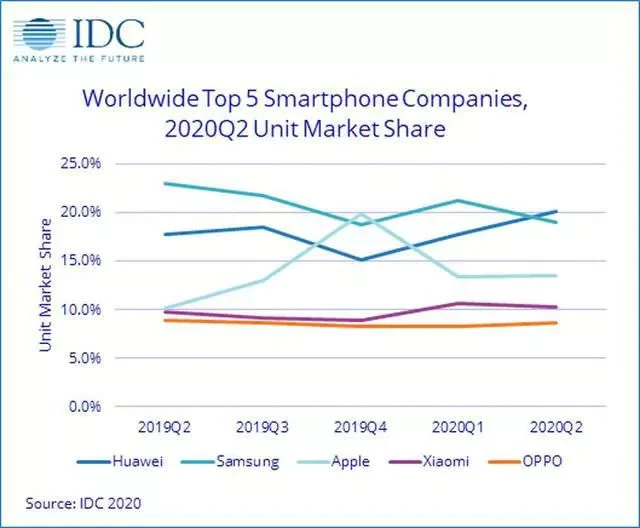 IDC
ANALYZE THE FUTURE
Worldwide Top 5 Smartphone Companies,
2020Q2 Unit Market Share
Unit Market Share
25.0%
20.0%
15.0%
10.0%
5.0%
0.0%
2019Q2 2019Q3 2019Q4 2020Q1 2020Q2
Huawei Samsung Apple Xiaomi OPPO
Source: IDC 2020